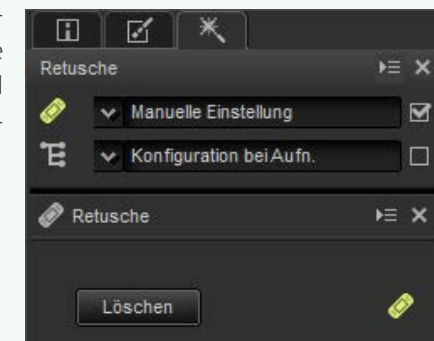 Retusche
Manuelle Einstellung
Konfiguration bei Aufn.
Retusche
Löschen